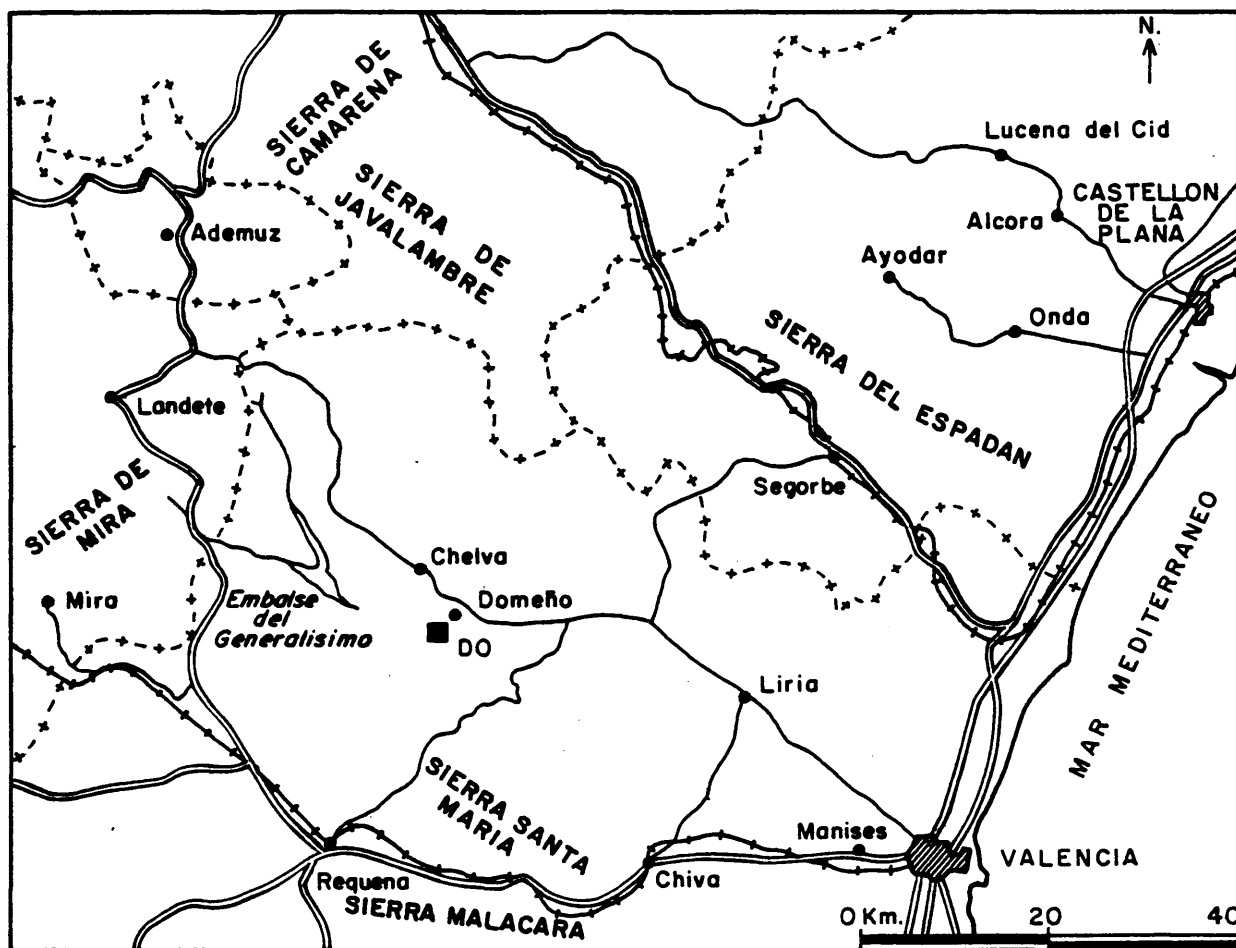 N.
SIERRA DE
CAMARENA
Lucena del Cid
SIERRA DE
JAVALAMBRE
CASTELLON
DE LA
PLANA
Alcora
Ademuz
Ayodar
Onda
SIERRA DEL ESPADAN
Landete
SIERRA DE
MIRA
Segorbe
MAR MEDITERRANEO
Chelva
Mira
Embalse
del
Generalisimo
Domeño
DO
Liria
SIERRA SANTA
MARIA
Manises
VALENCIA
Chiva
Requena
SIERRA MALACARA
0 Km. 20 40